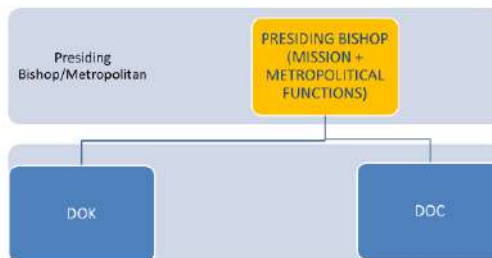 Presiding
Bishop/Metropolitan
PRESIDING BISHOP
(MISSION +
METROPOLITICAL
FUNCTIONS)
DOK
DOC